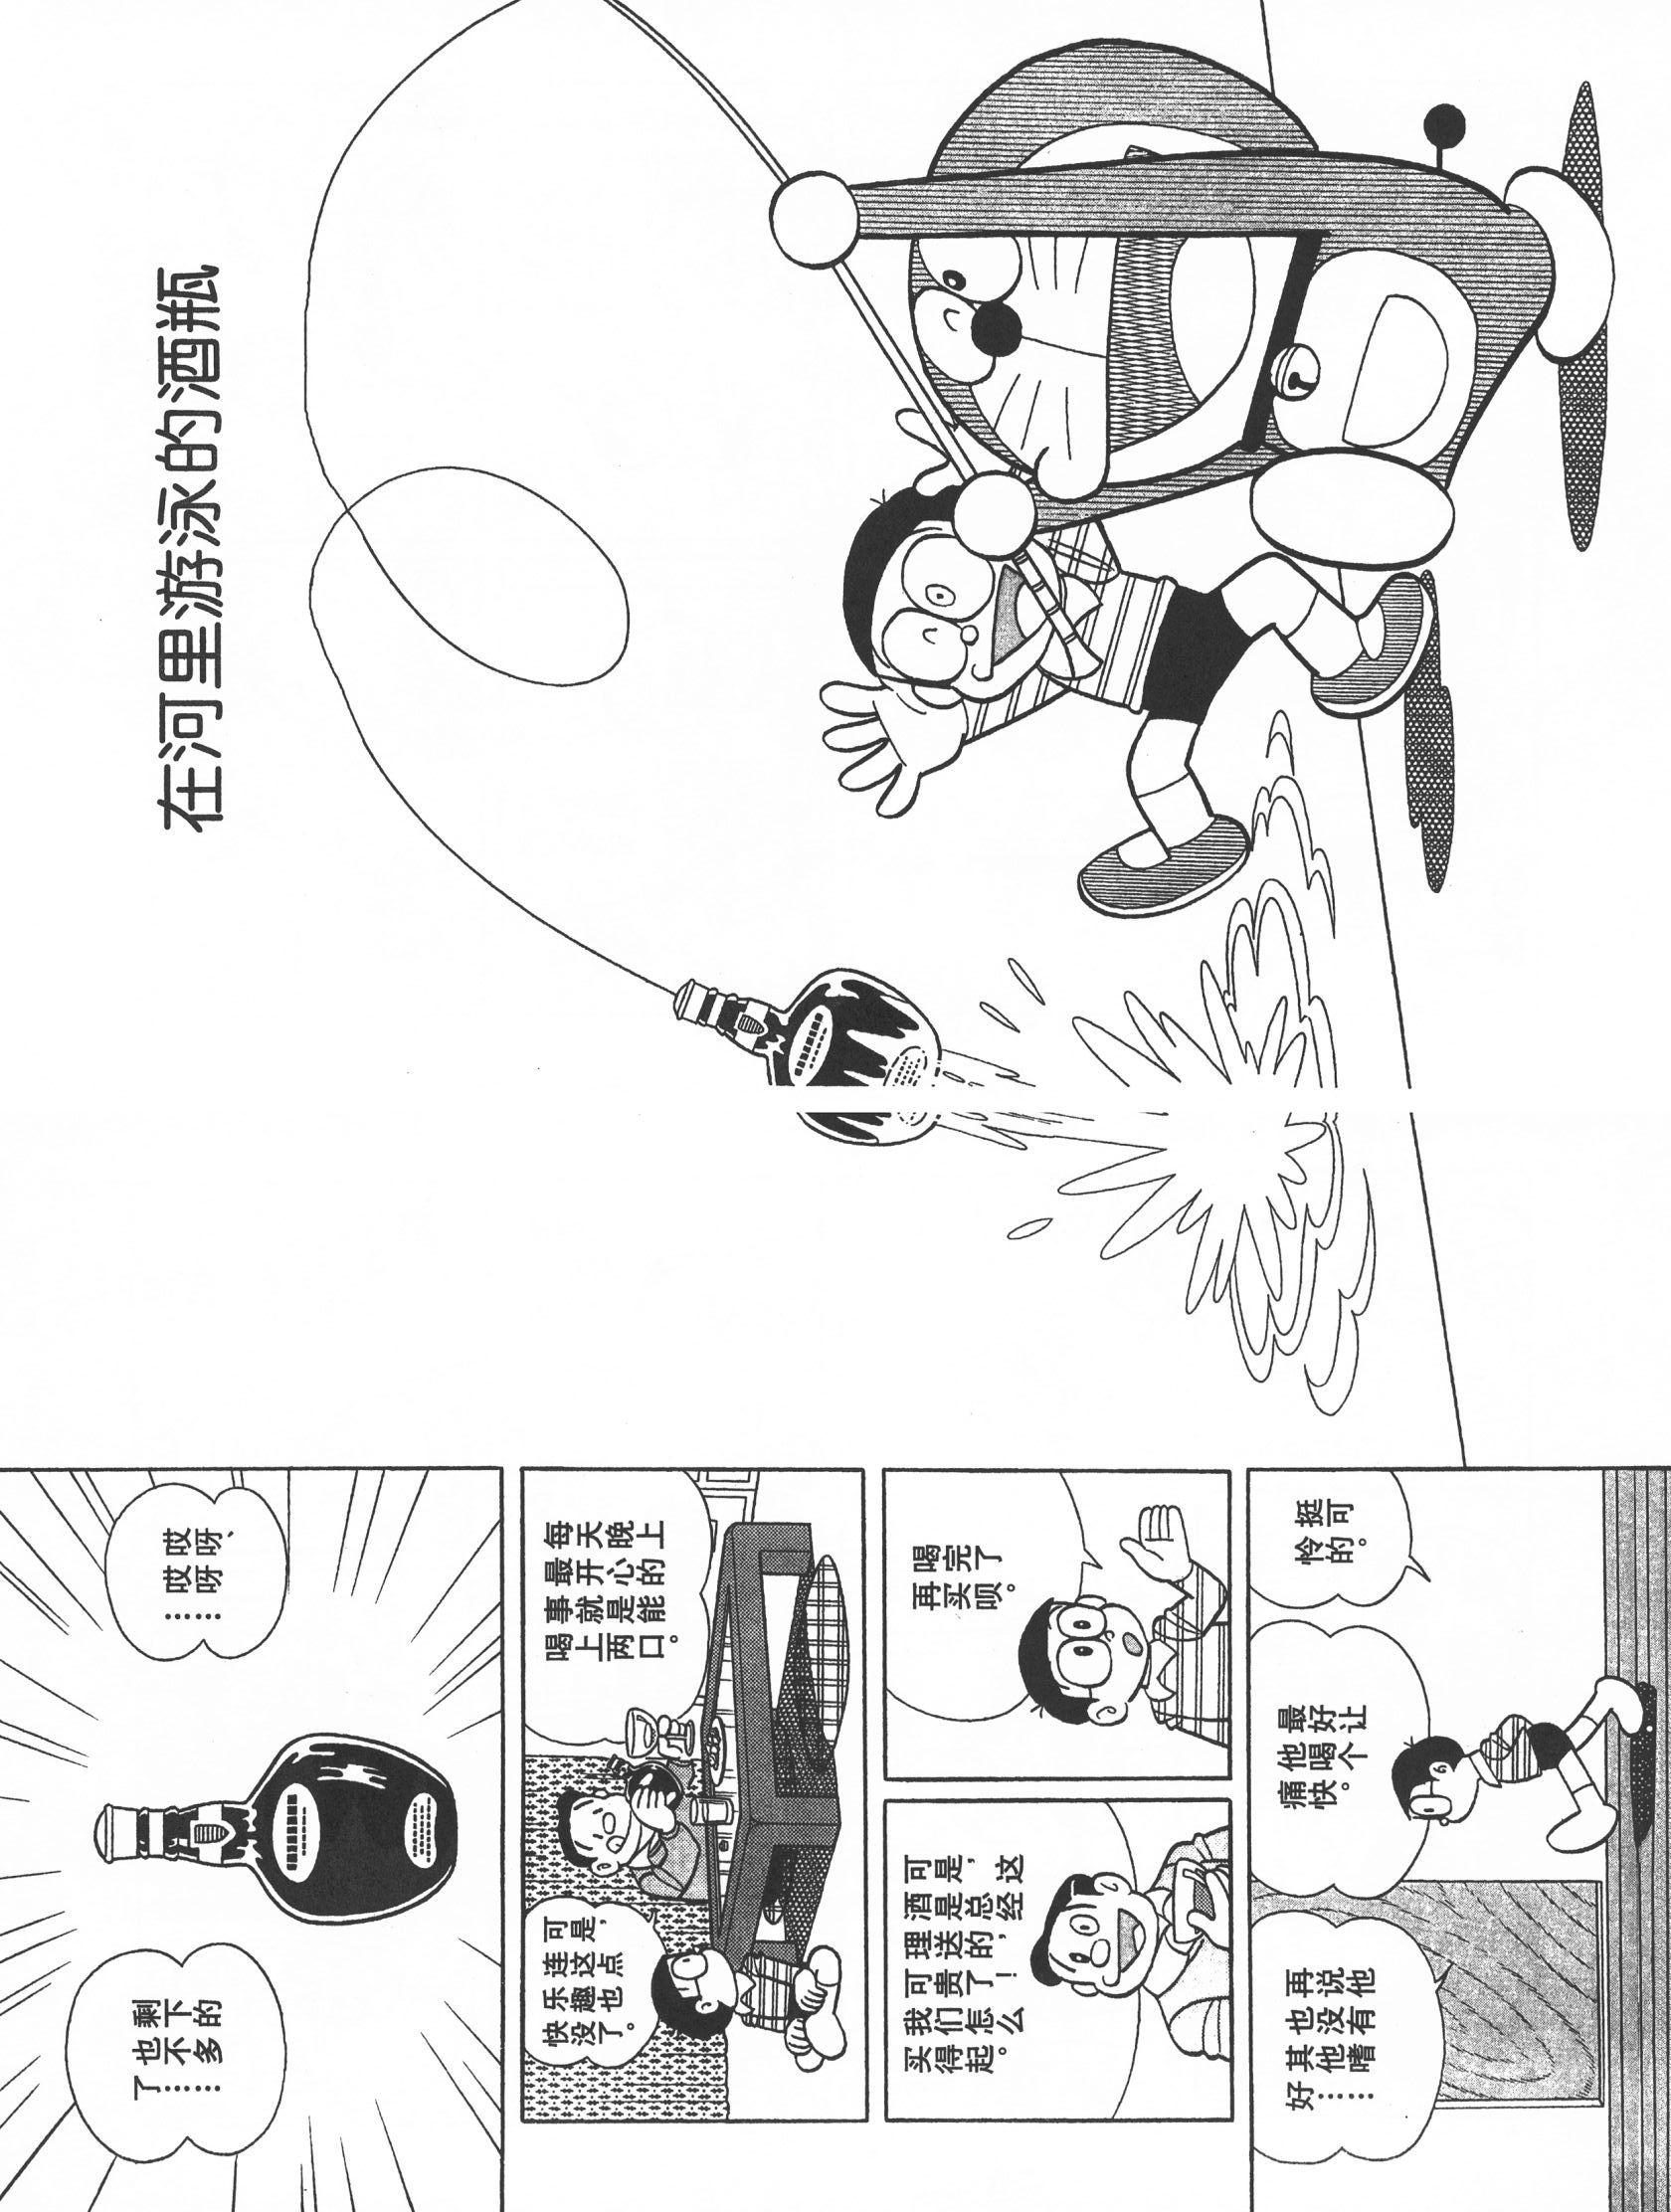 在河里游泳的酒瓶
哎呀、
哎呀
呀……
剩下的
也不多
了……
每天晚上
最开心的
事就是能
喝上两口。
可是，
连这点
乐趣也
快没了。
喝完了
再买呗。
可是，这
酒是总经
理送的，
可贵了！
我们怎么
买得起。
挺可
怜的。
最好让
他喝个
痛快。
再说他
也没有
其他嗜
好……